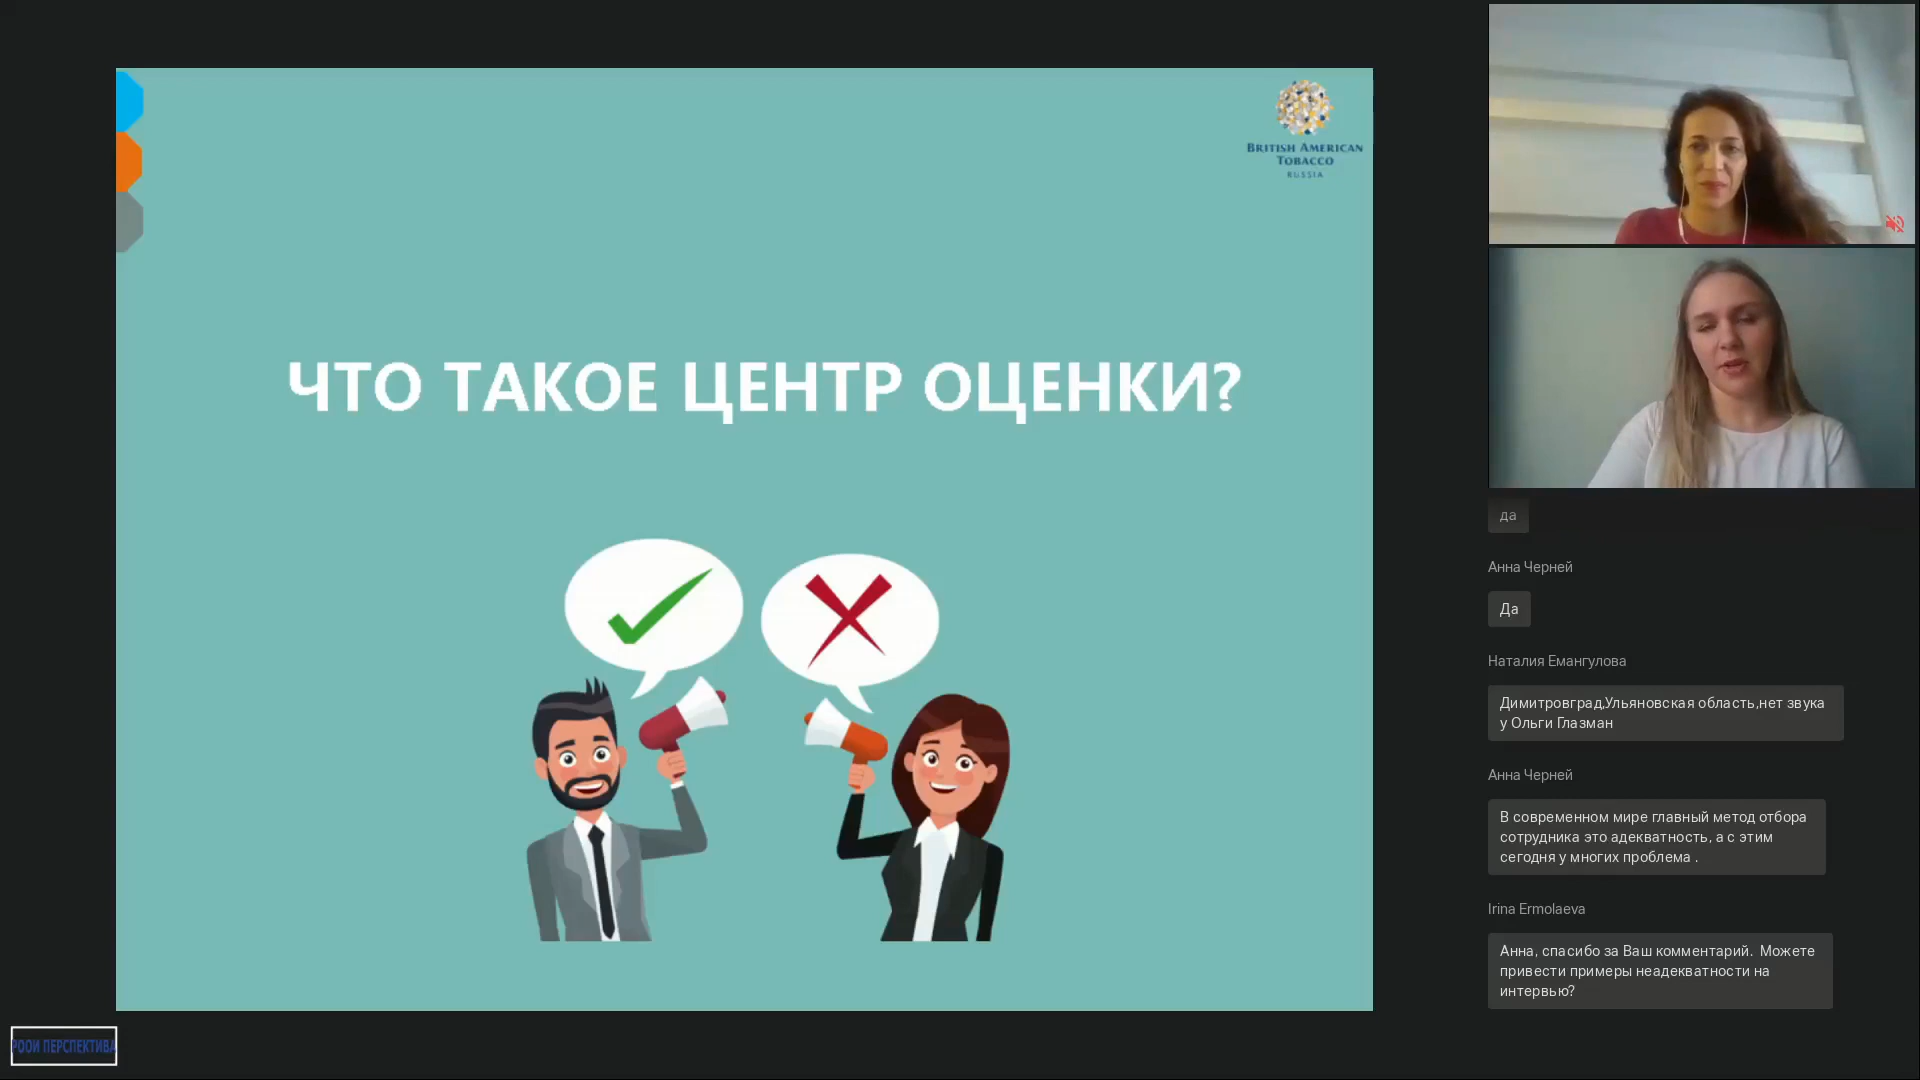 BRITISH AMERICAN
TOBACCO
RUSSIA
ЧТО ТАКОЕ ЦЕНТР ОЦЕНКИ?
да
Анна Черней
Да
Наталия Емангулова
Димитровград,Ульяновская область,нет звука
у Ольги Глазман
Анна Черней
В современном мире главный метод отбора
сотрудника это адекватность, а с этим
сегодня у многих проблема .
Irina Ermolaeva
Анна, спасибо за Ваш комментарий. Можете
привести примеры неадекватности на
интервью?
РООИ ПЕРСПЕКТИВА